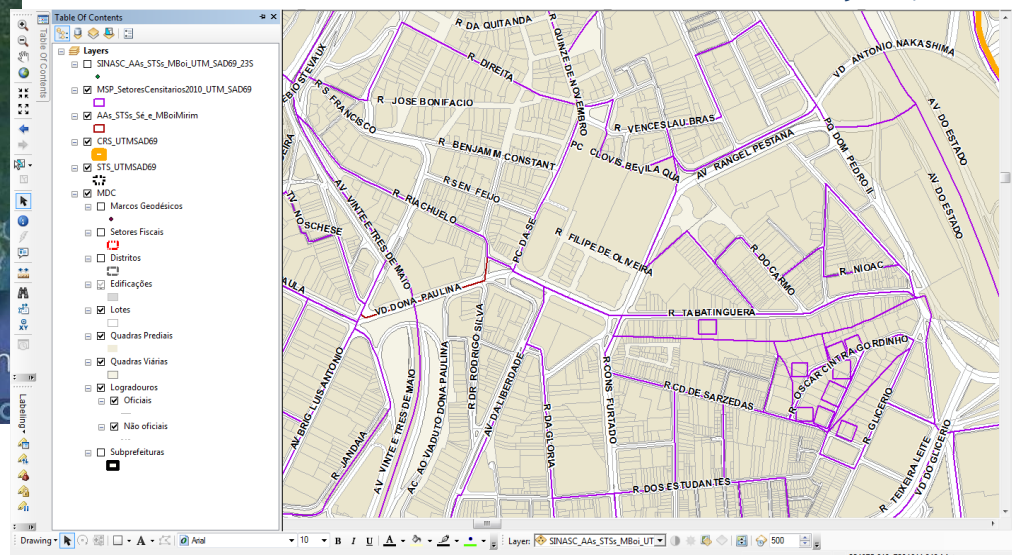 Table Of Contents
Table Of Contents
Layers
SINASC_AAs_STSs_MBoi_UTM_SAD69_23S
MSP_SetoresCensitarios2010_UTM_SAD69
AAs_STSs_Sé_e_MBoiMirim
CRS_UTMSAD69
STS_UTMSAD69
MDC
Marcos Geodésicos
Setores Fiscais
Distritos
Edificações
Lotes
Quadras Prediais
Quadras Viárias
Logradouros
Oficiais
Não oficiais
Subprefeituras
Labeling
R DA QUITANDA
QUINZE DE NOVEMBRO
VD ANTONIO NAKASHIMA
R DIREITA
R S FRANCISCO
R JOSE BONIFACIO
R VENCESLAU BRAS
AV DO ESTADO
R BENJAMIM CONSTANT
PC CLOVIS BEVILAQUA
AV RANGEL PESTANA
PQ DOM PEDRO II
R SEN FEIJO
R RIACHUELO
AV VINTE E TRES DE MAIO
AV DO ESTADO
TV NOSCHESE
PC DA SE
R FILIPE DE OLIVEIRA
R DO CARMO
R NIOAC
VD DONA PAULINA
R TABATINGUERA
R OSCAR CINTRA GORDINHO
AV BRIG LUIS ANTONIO
AV VINTE E TRES DE MAIO
AC AO VIADUTO DONA PAULINA
R DR RODRIGO SILVA
AV DA LIBERDADE
R CONS FURTADO
R CD DE SARZEDAS
R GLICERIO
R JANDAIA
R DA GLORIA
R DOS ESTUDANTES
R TEIXEIRA LEITE
VD DO GLICERIO
Drawing
Arial
10
B I U A
Layer:
SINASC_AAs_STSs_MBoi_UT
500